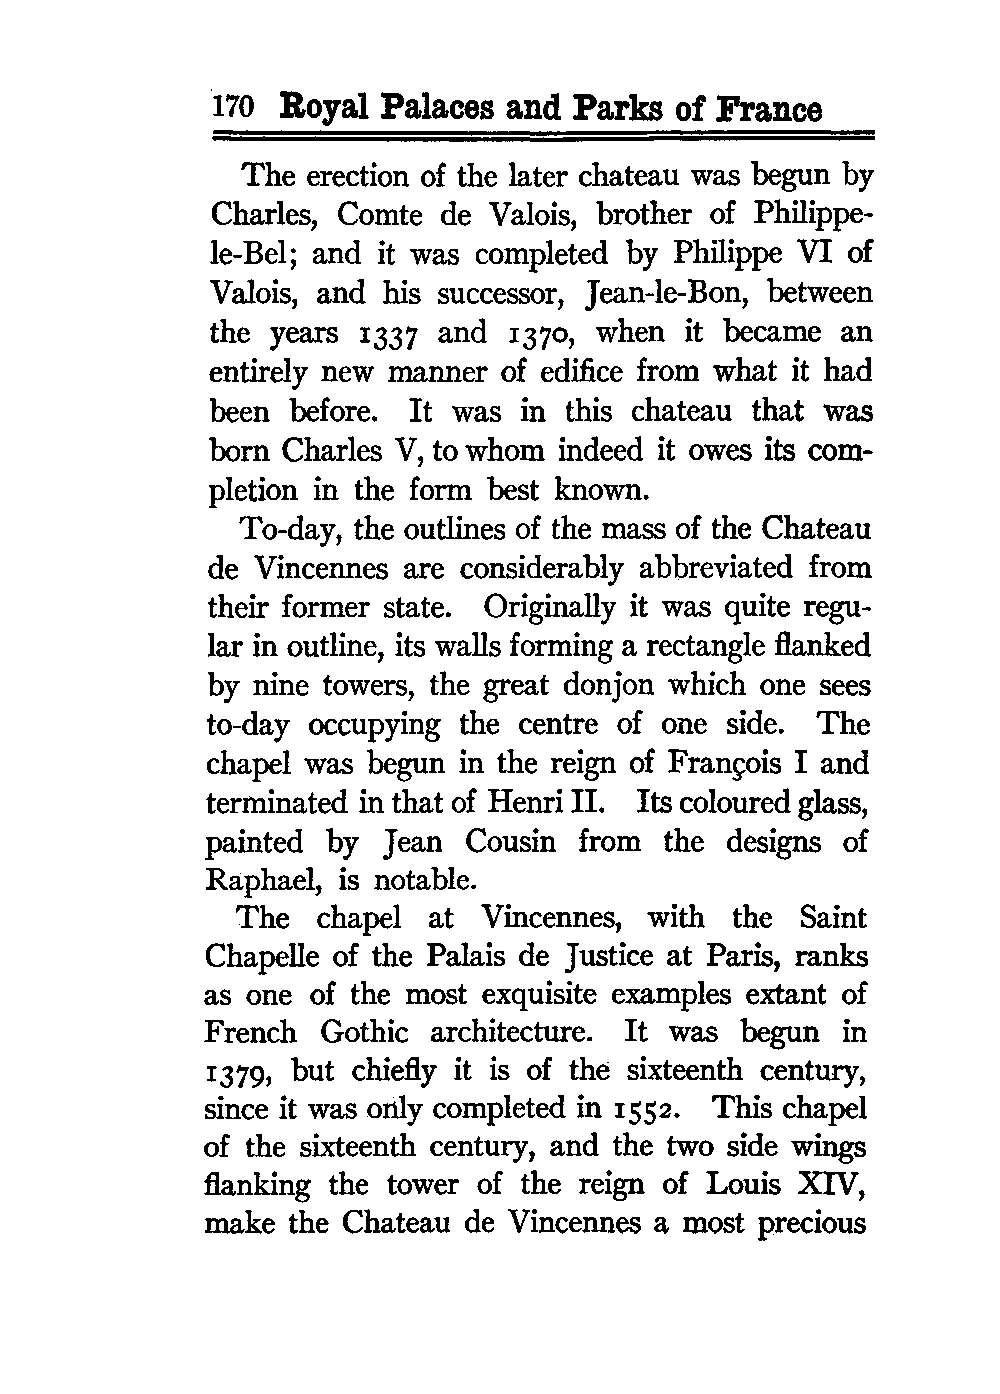 170 Royal Palaces and Parks of France
The erection of the later chateau was begun by
Charles, Comte de Valois, brother of Philippe-
le-Bel; and it was completed by Philippe VI of
Valois, and his successor, Jean-le-Bon, between
the years 1337 and 1370, when it became an
entirely new manner of edifice from what it had
been before. It was in this chateau that was
born Charles V, to whom indeed it owes its com-
pletion in the form best known.
To-day, the outlines of the mass of the Chateau
de Vincennes are considerably abbreviated from
their former state. Originally it was quite regu-
lar in outline, its walls forming a rectangle flanked
by nine towers, the great donjon which one sees
to-day occupying the centre of one side. The
chapel was begun in the reign of François I and
terminated in that of Henri II. Its coloured glass,
painted by Jean Cousin from the designs of
Raphael, is notable.
The chapel at Vincennes, with the Saint
Chapelle of the Palais de Justice at Paris, ranks
as one of the most exquisite examples extant of
French Gothic architecture. It was begun in
1379, but chiefly it is of the sixteenth century,
since it was only completed in 1552. This chapel
of the sixteenth century, and the two side wings
flanking the tower of the reign of Louis XIV,
make the Chateau de Vincennes a most precious